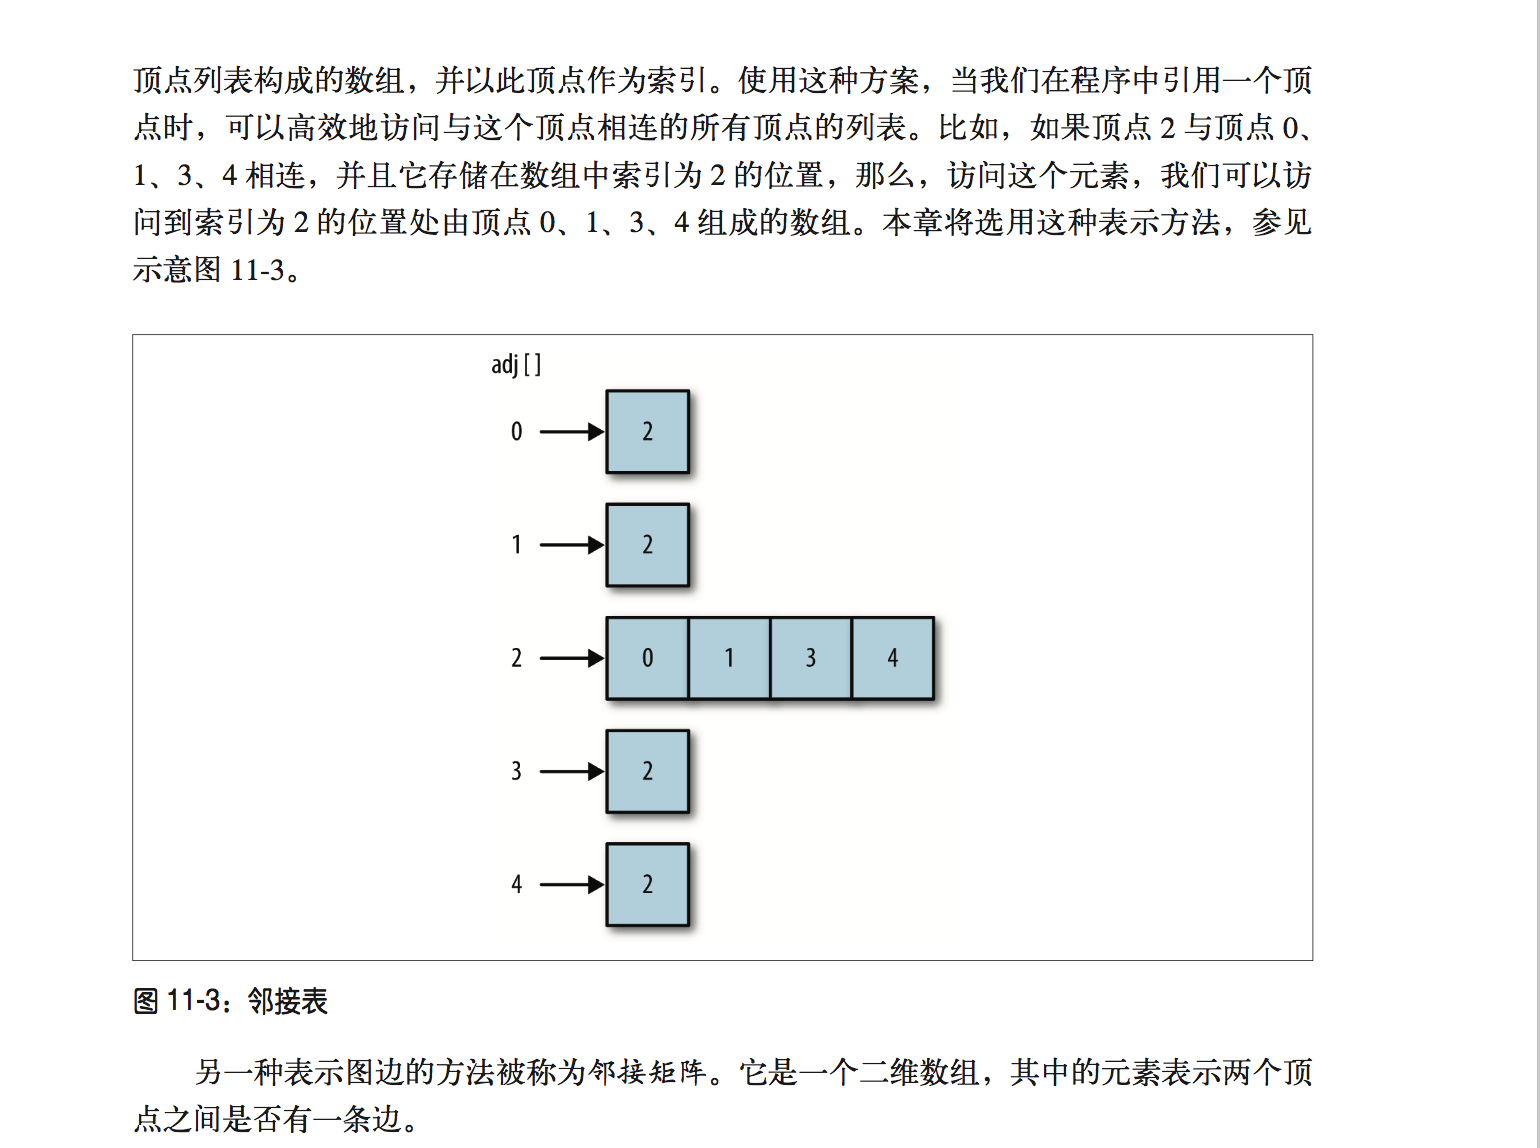 顶点列表构成的数组，并以此顶点作为索引。使用这种方案，当我们在程序中引用一个顶
点时，可以高效地访问与这个顶点相连的所有顶点的列表。比如，如果顶点 2 与顶点 0、
1、3、4 相连，并且它存储在数组中索引为 2 的位置，那么，访问这个元素，我们可以访
问到索引为 2 的位置处由顶点 0、1、3、4 组成的数组。本章将选用这种表示方法，参见
示意图 11-3。
adj[]
0 2
1 2
2 0 1 3 4
3 2
4 2
图 11-3：邻接表
另一种表示图边的方法被称为邻接矩阵。它是一个二维数组，其中的元素表示两个顶
点之间是否有一条边。